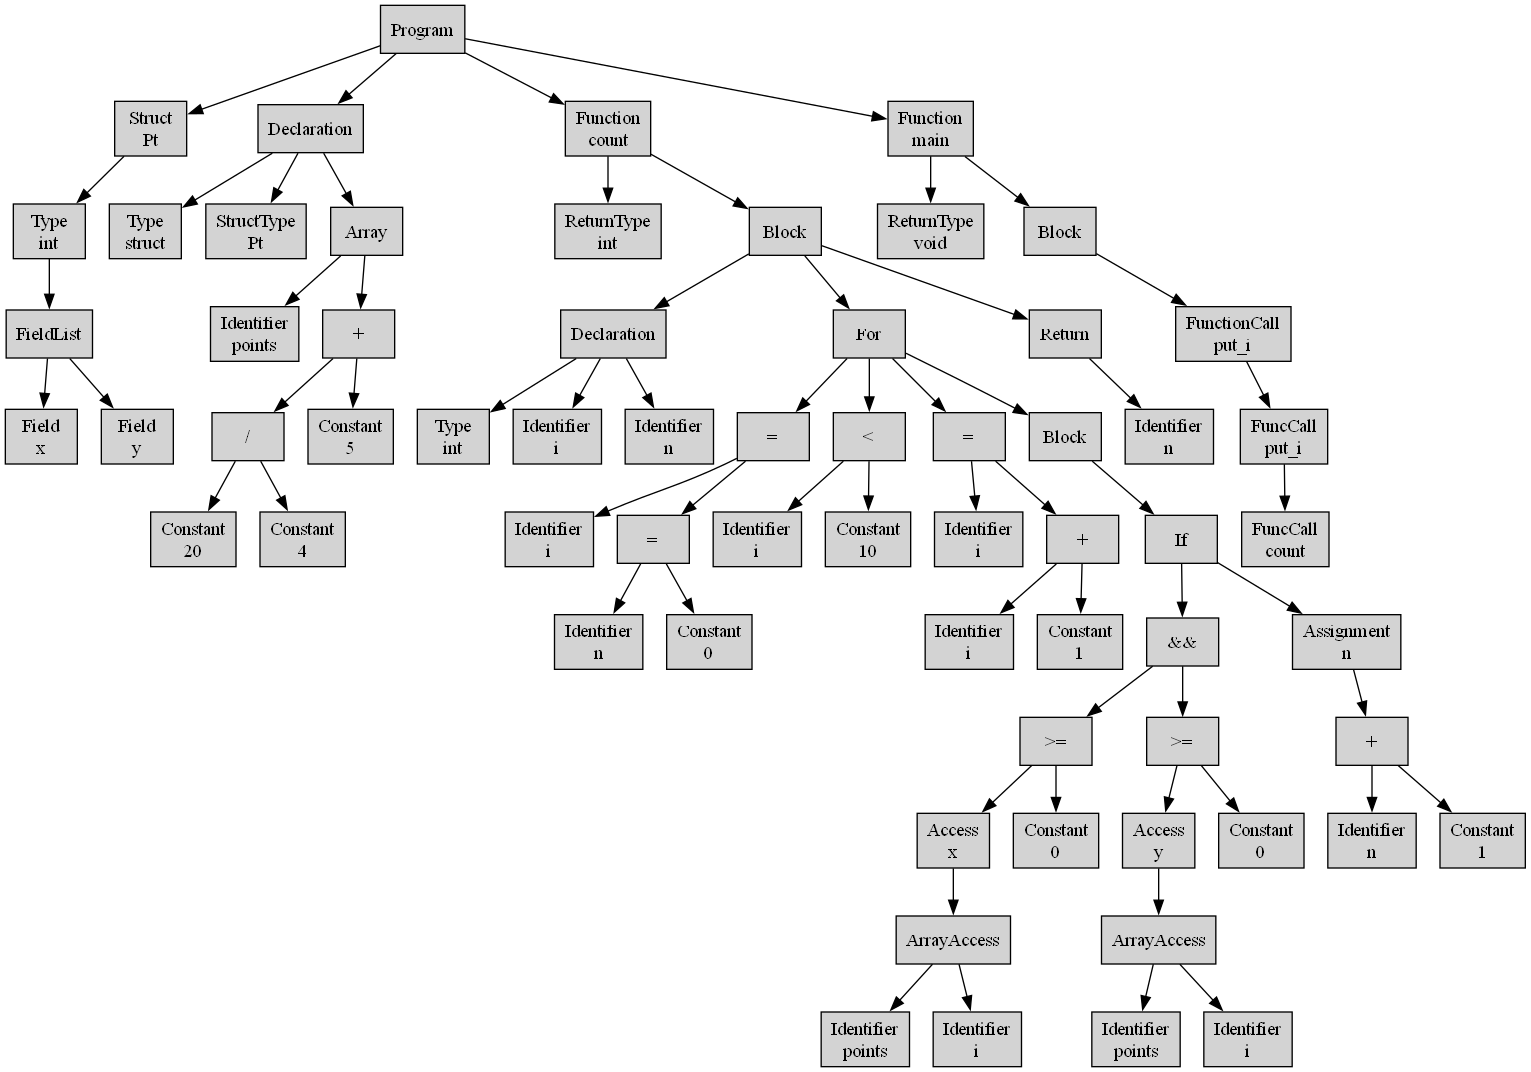 Program
Struct
Pt
Declaration
Function
count
Function
main
Type
int
Type
struct
StructType
Pt
Array
ReturnType
int
Block
ReturnType
void
Block
FieldList
Identifier
points
+
Declaration
For
Return
FunctionCall
put_i
Field
x
Field
y
/
Constant
5
Type
int
Identifier
i
Identifier
n
=
<
=
Block
Identifier
n
FuncCall
put_i
Constant
20
Constant
4
Identifier
i
=
Identifier
i
Constant
10
Identifier
i
+
If
FuncCall
count
Identifier
n
Constant
0
Identifier
i
Constant
1
&&
Assignment
n
>=
>=
+
Access
x
Constant
0
Access
y
Constant
0
Identifier
n
Constant
1
ArrayAccess
ArrayAccess
Identifier
points
Identifier
i
Identifier
points
Identifier
i